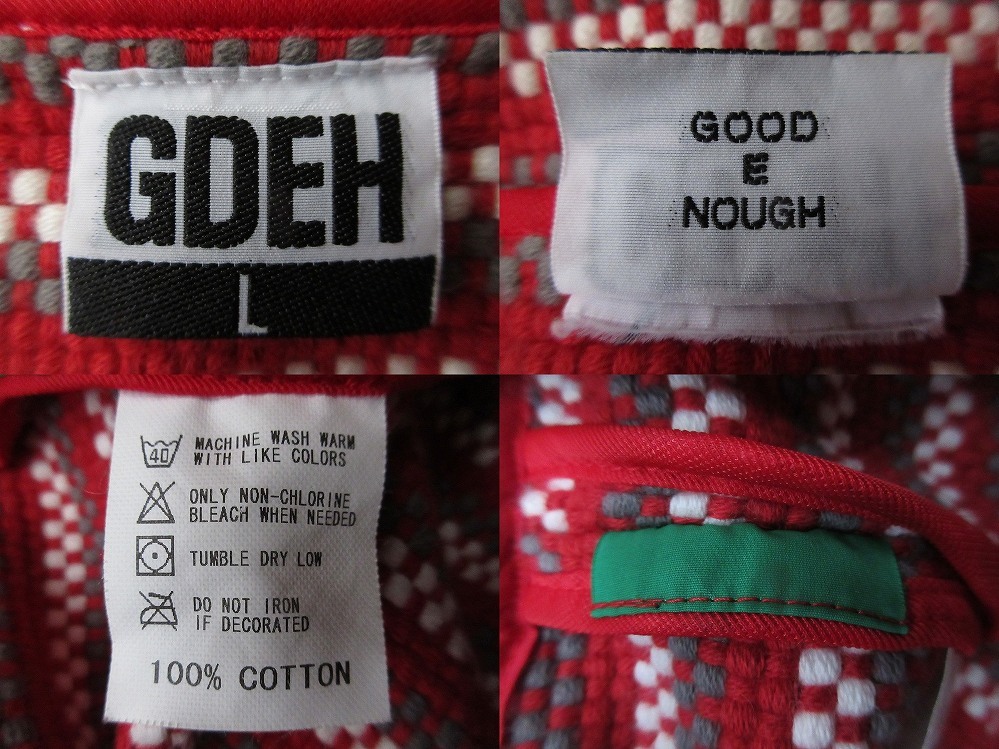 GDEH
L
GOOD
E
NOUGH
40
MACHINE WASH WARM
WITH LIKE COLORS
ONLY NON-CHLORINE
BLEACH WHEN NEEDED
TUMBLE DRY LOW
DO NOT IRON
IF DECORATED
100% COTTON